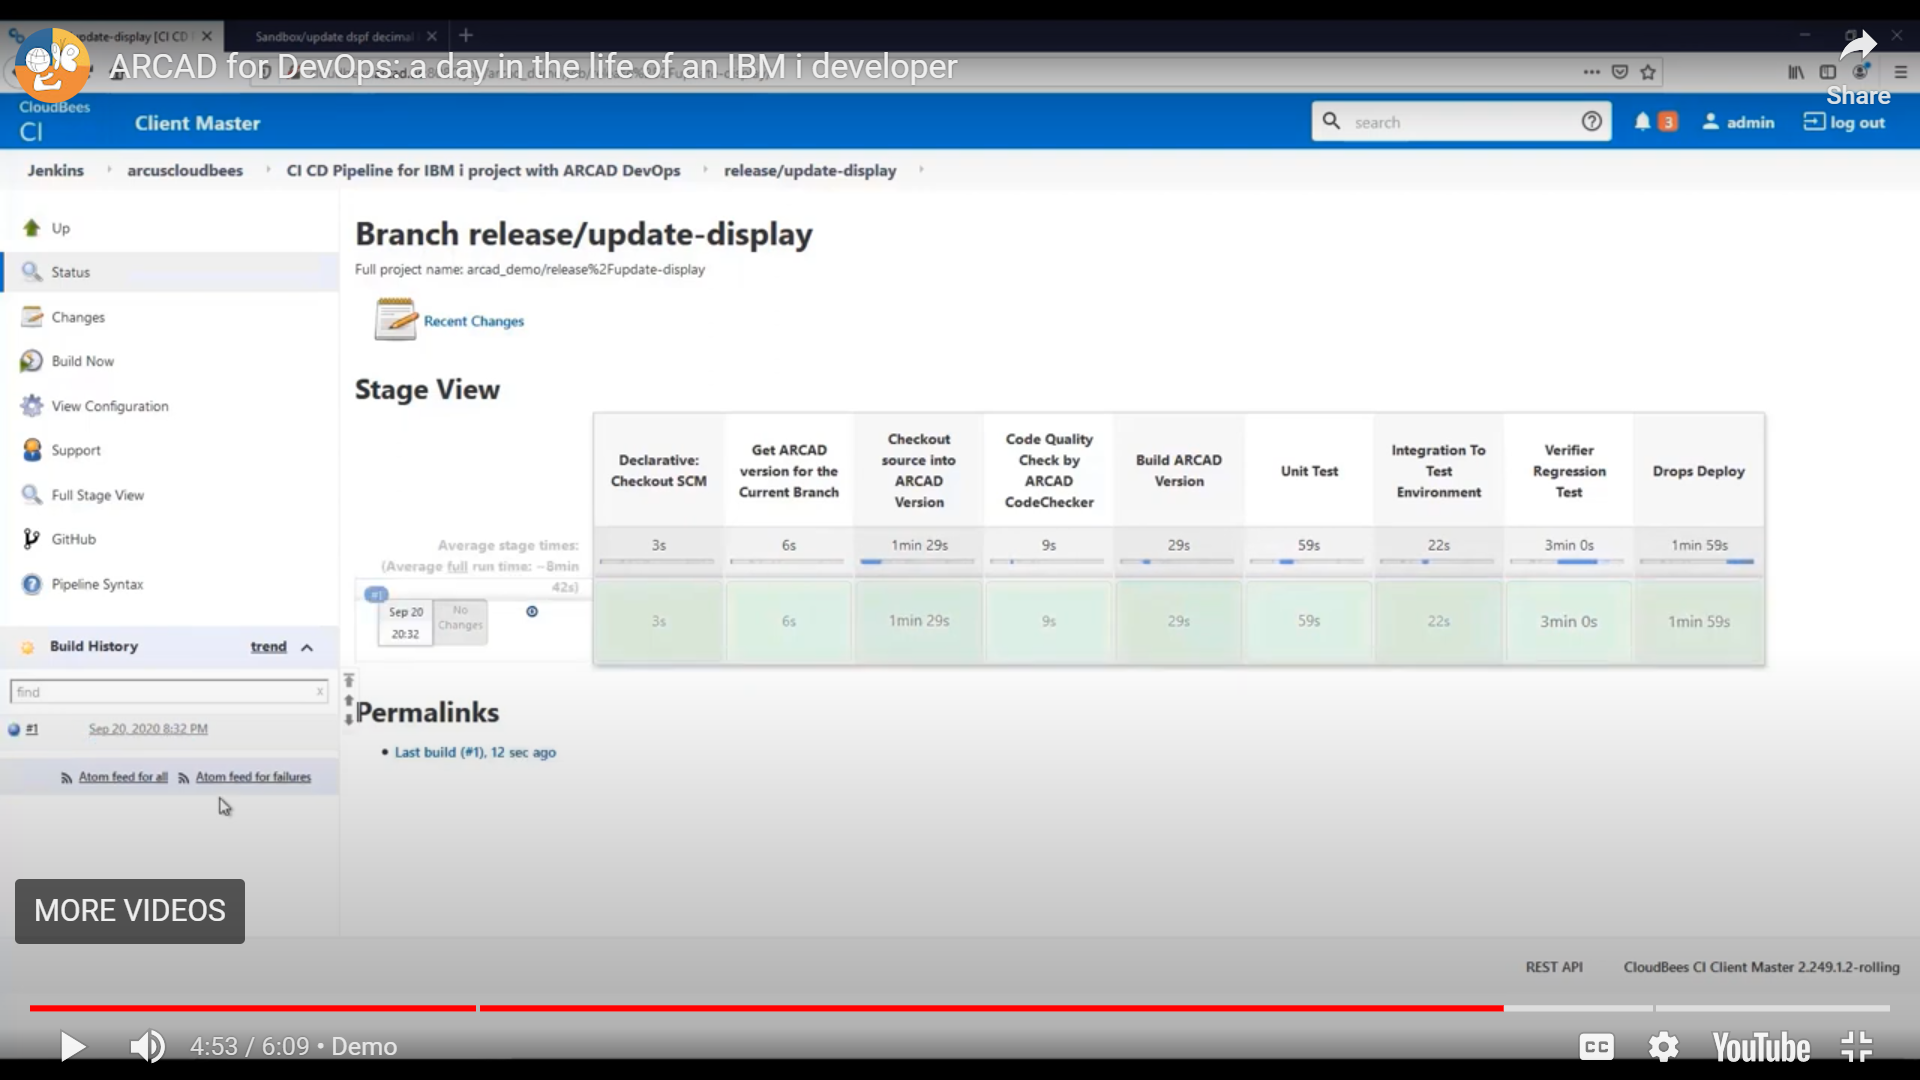 update-display [CI CD
Sandbox/update dspf decimal
ARCAD for DevOps: a day in the life of an IBM i developer
Share
CloudBees
CI
Client Master
search
3
admin
log out
Jenkins
arcuscloudbees
CI CD Pipeline for IBM i project with ARCAD DevOps
release/update-display
Up
Status
Changes
Build Now
View Configuration
Support
Full Stage View
GitHub
Pipeline Syntax
Build History
trend
find
x
#1
Sep 20, 2020 8:32 PM
Atom feed for all
Atom feed for failures
Branch release/update-display
Full project name: arcad_demo/release%2Fupdate-display
Recent Changes
Stage View
Declarative:
Checkout SCM
Get ARCAD
version for the
Current Branch
Checkout
source into
ARCAD
Version
Code Quality
Check by
ARCAD
CodeChecker
Build ARCAD
Version
Unit Test
Integration To
Test
Environment
Verifier
Regression
Test
Drops Deploy
Average stage times:
(Average full run time: ~8min
42s)
3s
6s
1min 29s
9s
29s
59s
22s
3min 0s
1min 59s
#1
Sep 20
20:32
No
Changes
3s
6s
1min 29s
9s
29s
59s
22s
3min 0s
1min 59s
Permalinks
• Last build (#1), 12 sec ago
MORE VIDEOS
REST API
CloudBees CI Client Master 2.249.1.2-rolling
4:53 / 6:09 • Demo
CC
YouTube